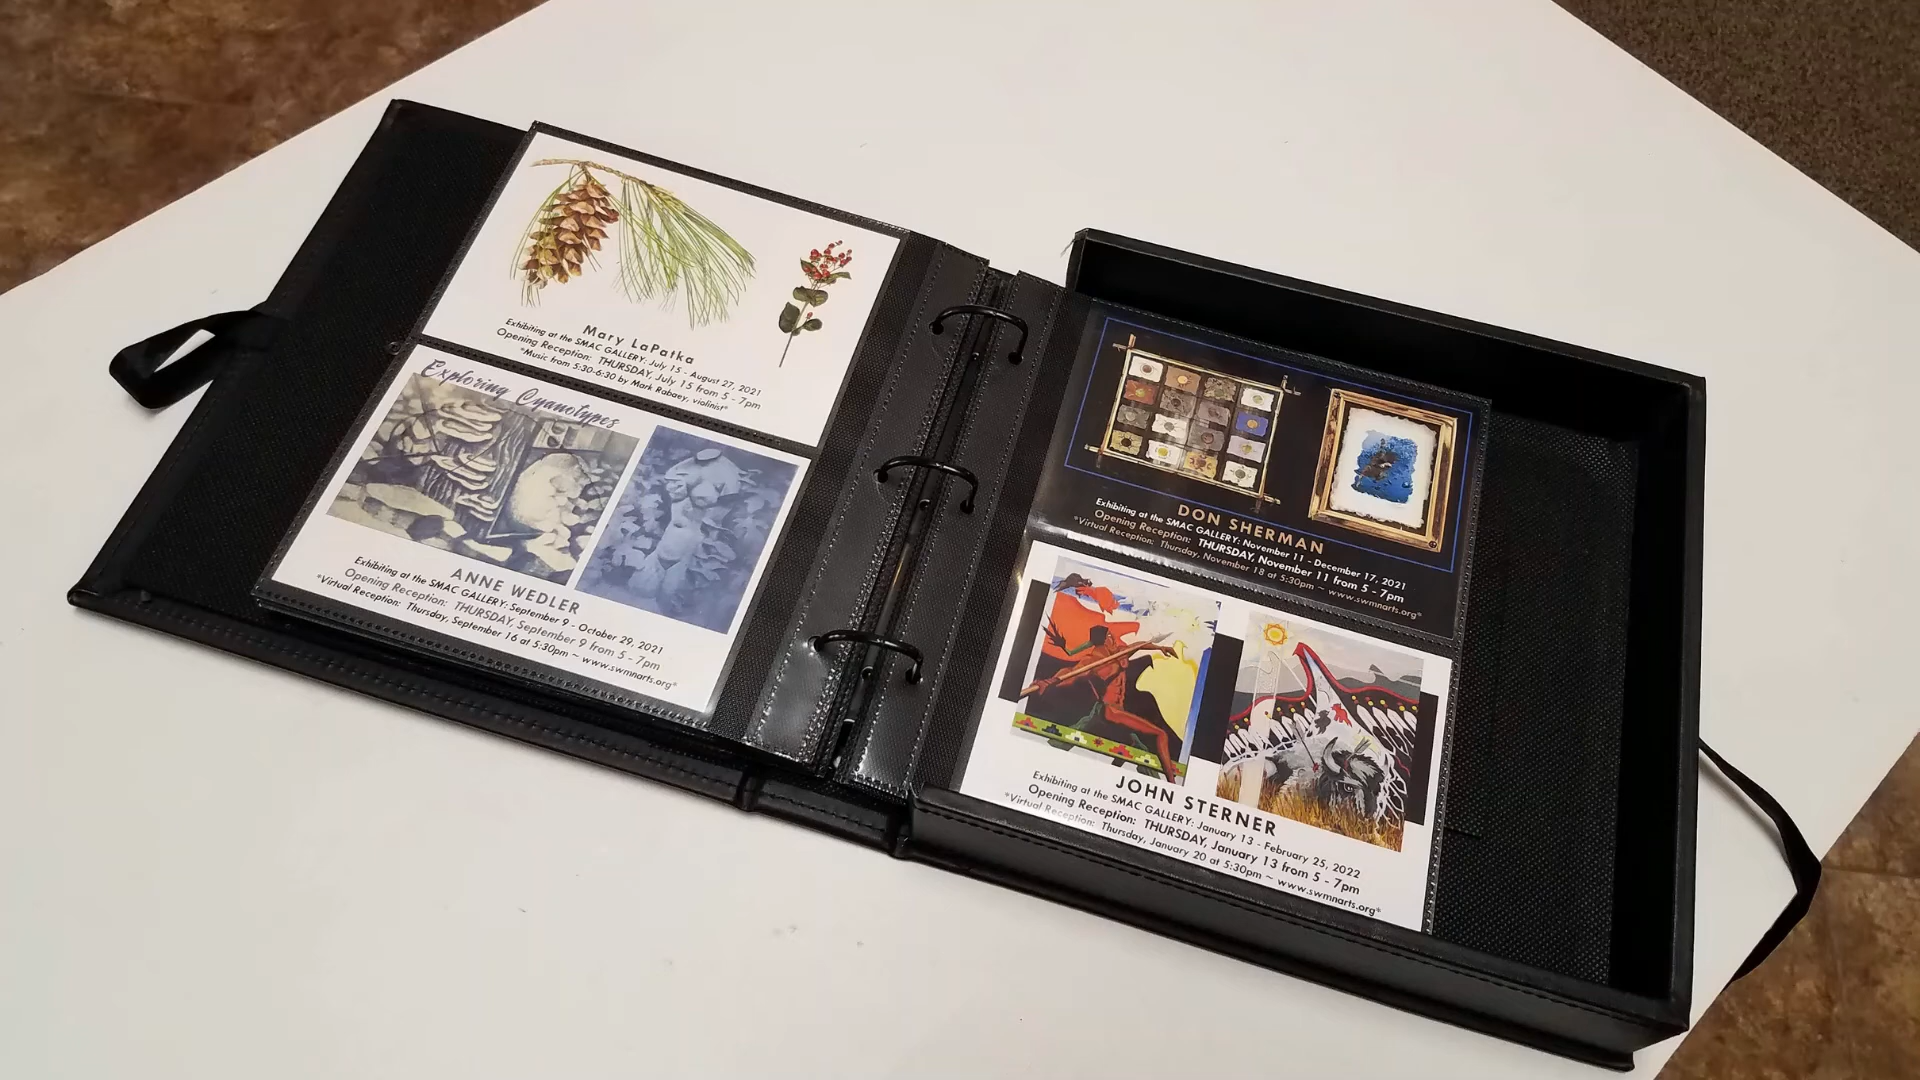 Mary LaPatka
Exhibiting at the SMAC GALLERY: July 15 - August 27, 2021
Opening Reception: THURSDAY, July 15 from 5 - 7pm
*Music from 5:30-6:30 by Mark Rabaey, violinist*
Exploring Cyanotypes
ANNE WEDLER
Exhibiting at the SMAC GALLERY: September 9 - October 29, 2021
Opening Reception: THURSDAY, September 9 from 5 - 7pm
*Virtual Reception: Thursday, September 16 at 5:30pm ~ www.swmnarts.org*
DON SHERMAN
Exhibiting at the SMAC GALLERY: November 11 - December 17, 2021
Opening Reception: THURSDAY, November 11 from 5 - 7pm
*Virtual Reception: Thursday, November 18 at 5:30pm ~ www.swmnarts.org*
JOHN STERNER
Exhibiting at the SMAC GALLERY: January 13 - February 25, 2022
Opening Reception: THURSDAY, January 13 from 5 - 7pm
*Virtual Reception: Thursday, January 20 at 5:30pm ~ www.swmnarts.org*